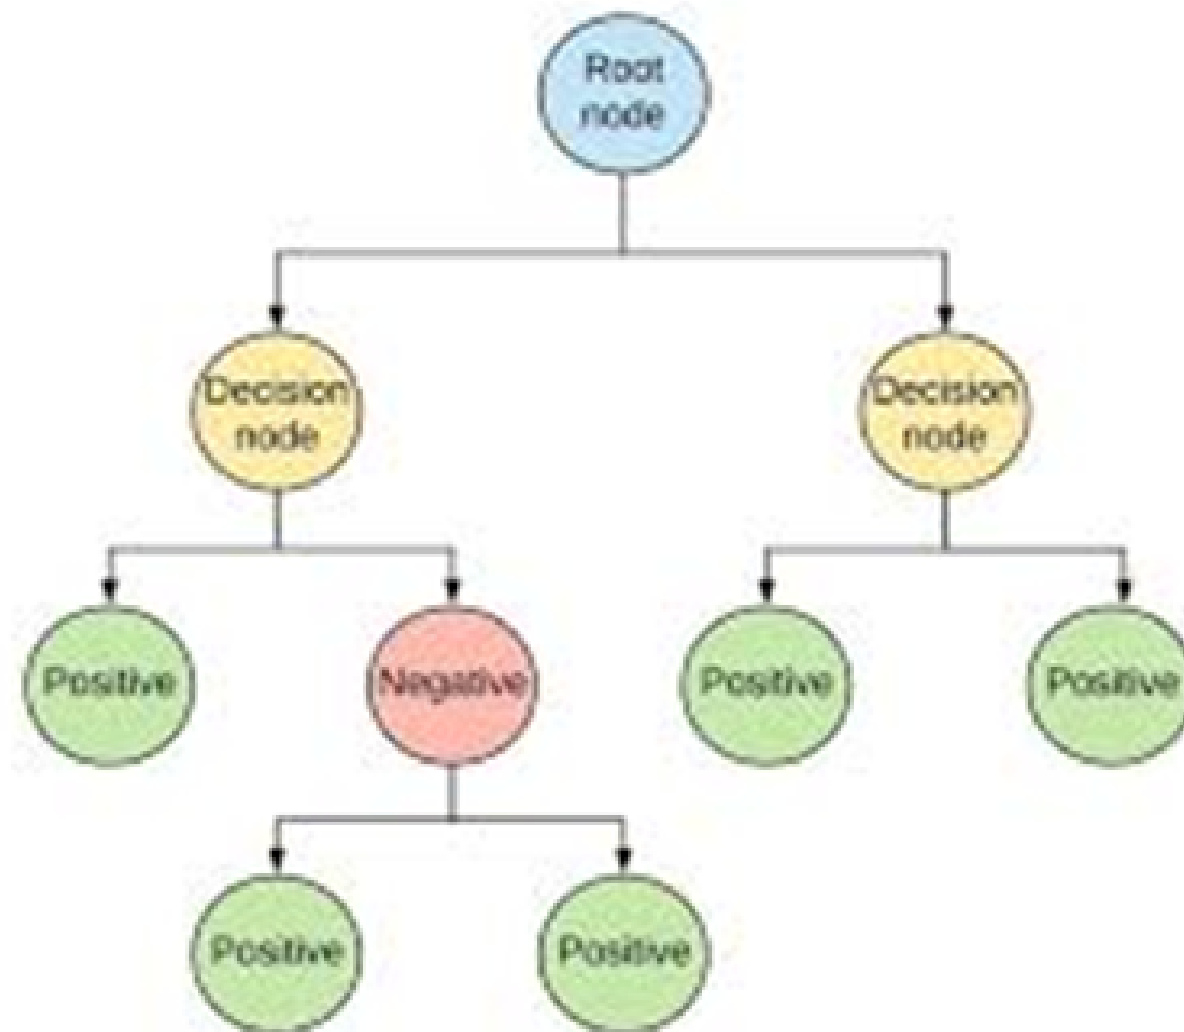 Root
node
Decision
node
Decision
node
Positive
Negative
Positive
Positive
Positive
Positive